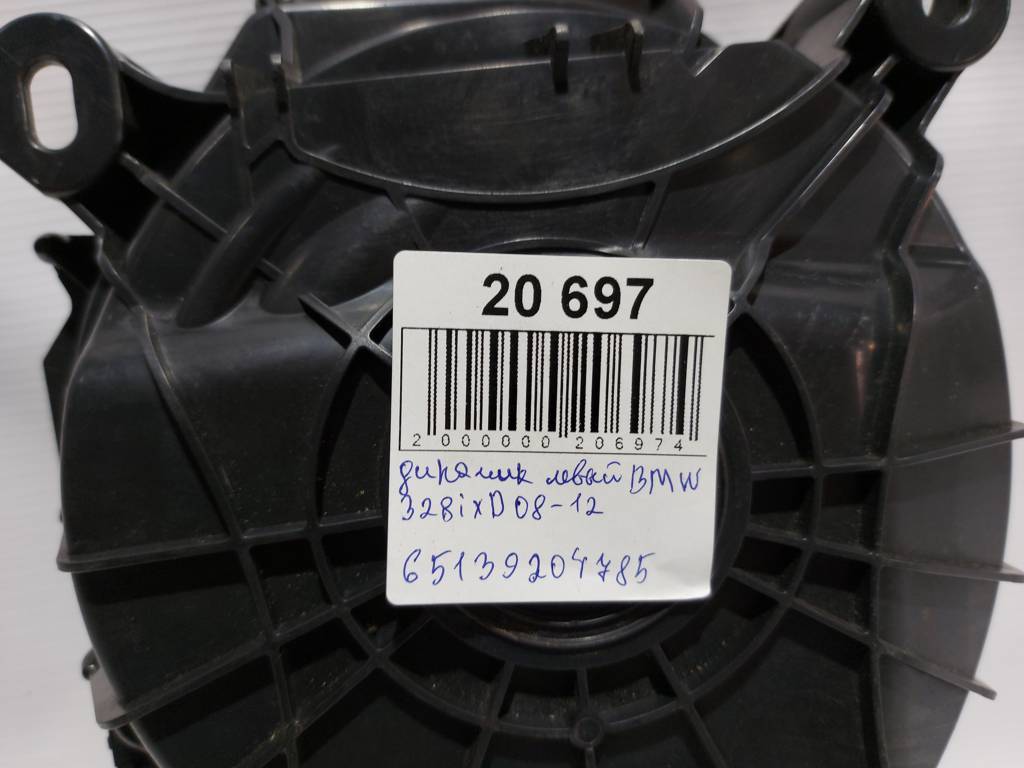 20 697
2 000000 206974
динамик левый BMW
328ixD 08-12
65139204785